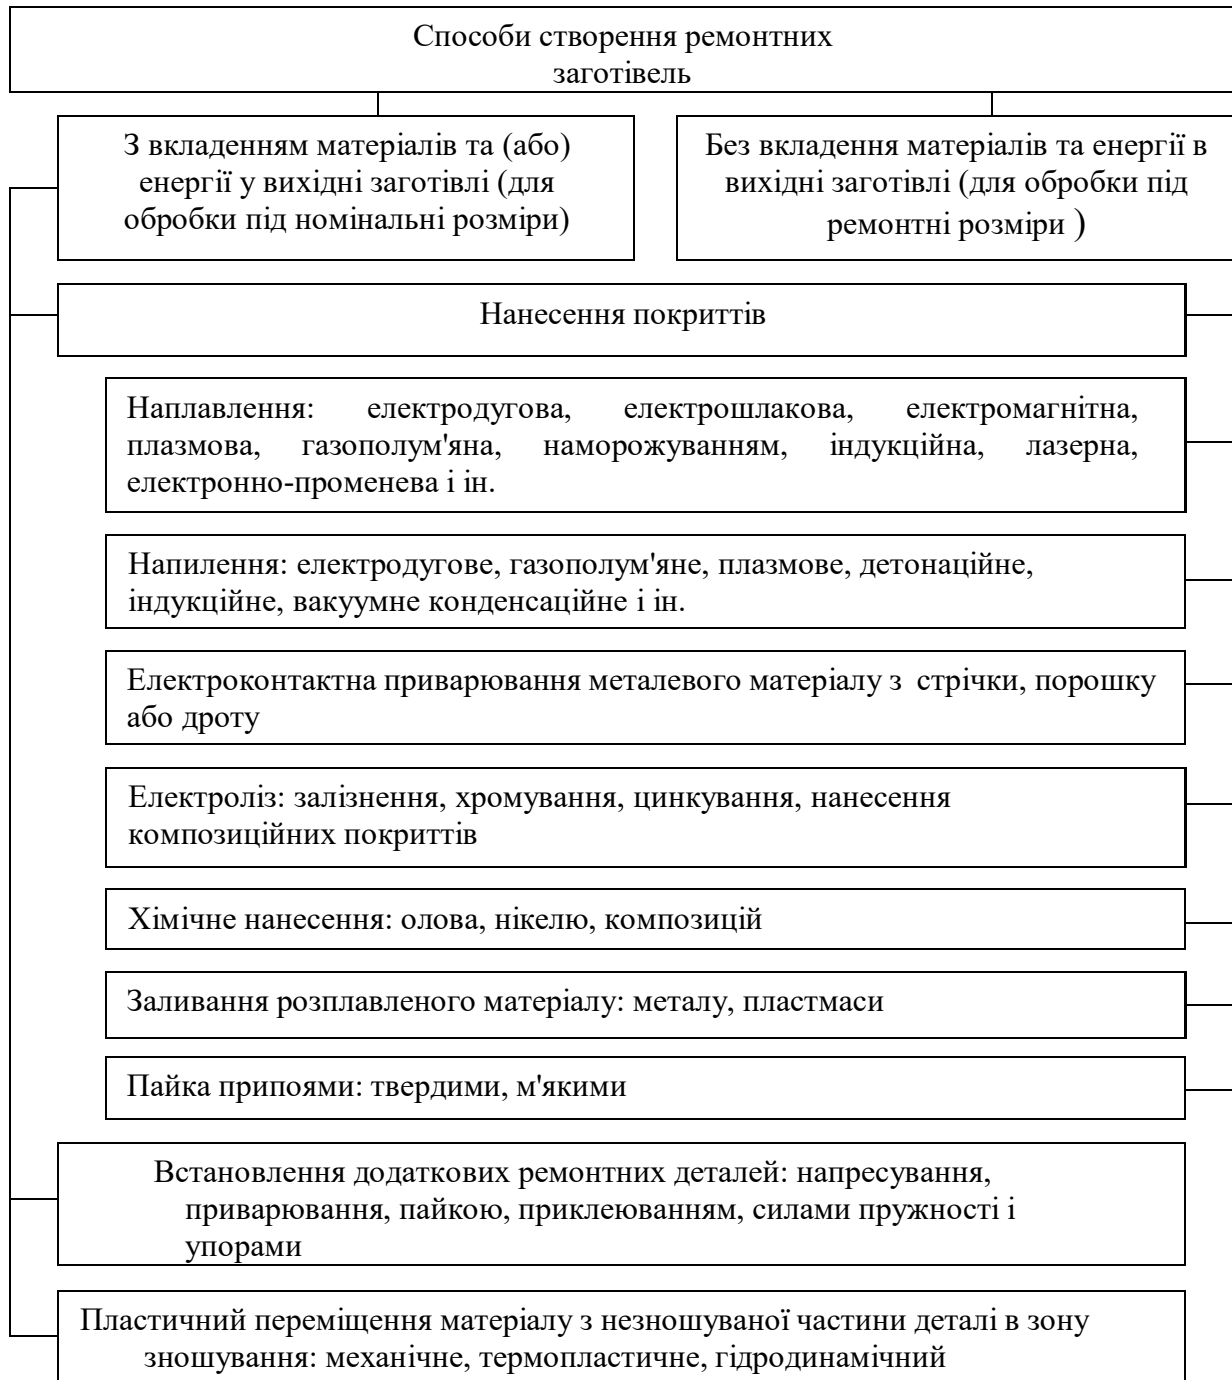 Способи створення ремонтних
заготівель
З вкладенням матеріалів та (або)
енергії у вихідні заготівлі (для
обробки під номінальні розміри)
Без вкладення матеріалів та енергії в
вихідні заготівлі (для обробки під
ремонтні розміри )
Нанесення покриттів
Наплавлення: електродугова, електрошлакова, електромагнітна,
плазмова, газополум'яна, наморожуванням, індукційна, лазерна,
електронно-променева і ін.
Напилення: електродугове, газополум'яне, плазмове, детонаційне,
індукційне, вакуумне конденсаційне і ін.
Електроконтактна приварювання металевого матеріалу з стрічки, порошку
або дроту
Електроліз: залізнення, хромування, цинкування, нанесення
композиційних покриттів
Хімічне нанесення: олова, нікелю, композицій
Заливання розплавленого матеріалу: металу, пластмаси
Пайка припоями: твердими, м'якими
Встановлення додаткових ремонтних деталей: напресування,
приварювання, пайкою, приклеюванням, силами пружності і
упорами
Пластичний переміщення матеріалу з незношуваної частини деталі в зону
зношування: механічне, термопластичне, гідродинамічний